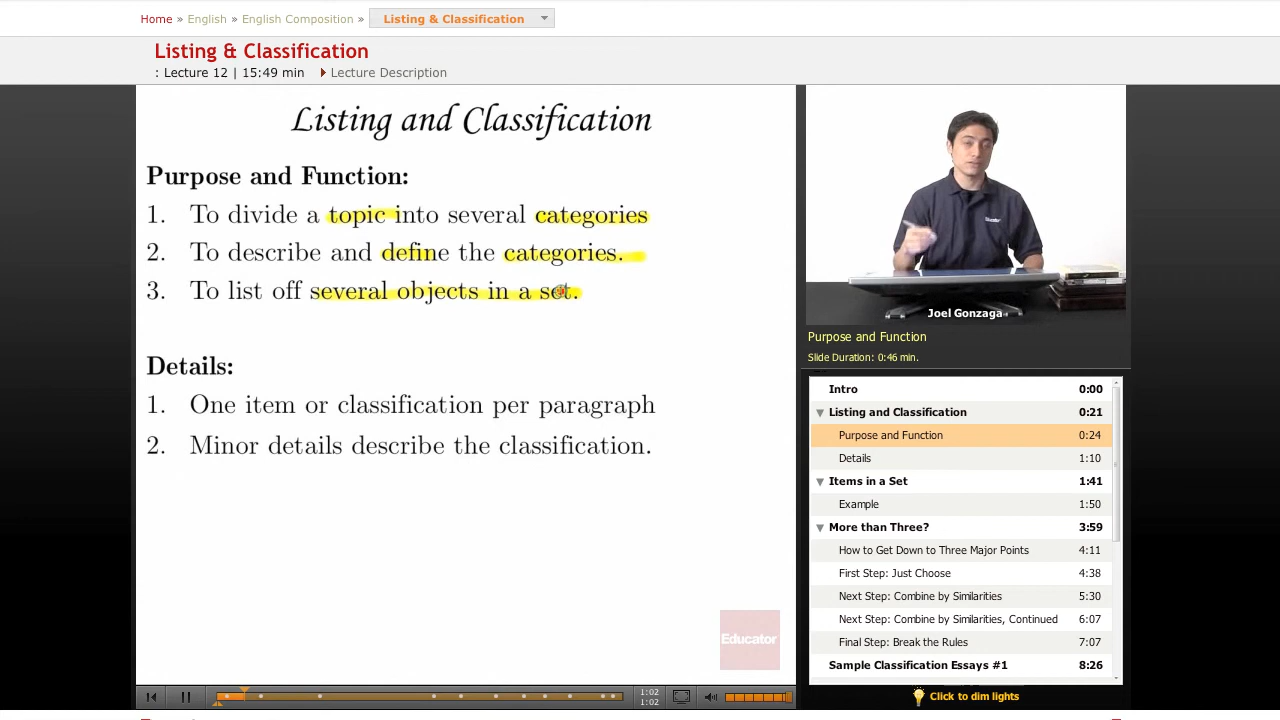 Home » English » English Composition » Listing & Classification
Listing & Classification
: Lecture 12 | 15:49 min Lecture Description
Listing and Classification
Purpose and Function:
1. To divide a topic into several categories
2. To describe and define the categories.
3. To list off several objects in a set.
Details:
1. One item or classification per paragraph
2. Minor details describe the classification.
Educator
1:02
1:02
Joel Gonzaga
Purpose and Function
Slide Duration: 0:46 min.
Intro 0:00
Listing and Classification 0:21
Purpose and Function 0:24
Details 1:10
Items in a Set 1:41
Example 1:50
More than Three? 3:59
How to Get Down to Three Major Points 4:11
First Step: Just Choose 4:38
Next Step: Combine by Similarities 5:30
Next Step: Combine by Similarities, Continued 6:07
Final Step: Break the Rules 7:07
Sample Classification Essays #1 8:26
Click to dim lights